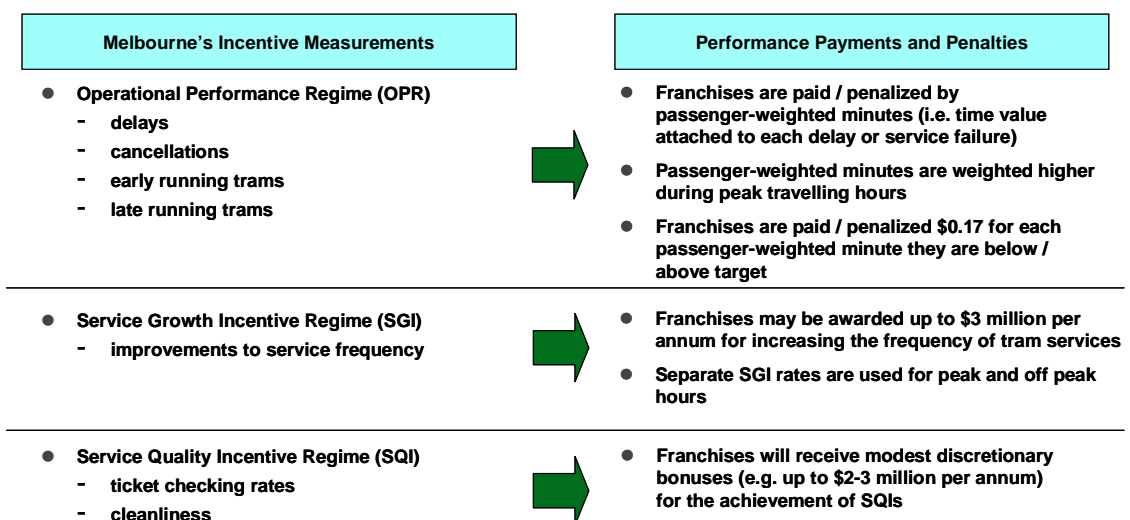 Melbourne's Incentive Measurements
Performance Payments and Penalties
● Operational Performance Regime (OPR)
- delays
- cancellations
- early running trams
- late running trams
● Franchises are paid / penalized by
passenger-weighted minutes (i.e. time value
attached to each delay or service failure)
● Passenger-weighted minutes are weighted higher
during peak travelling hours
● Franchises are paid / penalized $0.17 for each
passenger-weighted minute they are below /
above target
● Service Growth Incentive Regime (SGI)
- improvements to service frequency
● Franchises may be awarded up to $3 million per
annum for increasing the frequency of tram services
● Separate SGI rates are used for peak and off peak
hours
● Service Quality Incentive Regime (SQI)
- ticket checking rates
- cleanliness
● Franchises will receive modest discretionary
bonuses (e.g. up to $2-3 million per annum)
for the achievement of SQIs